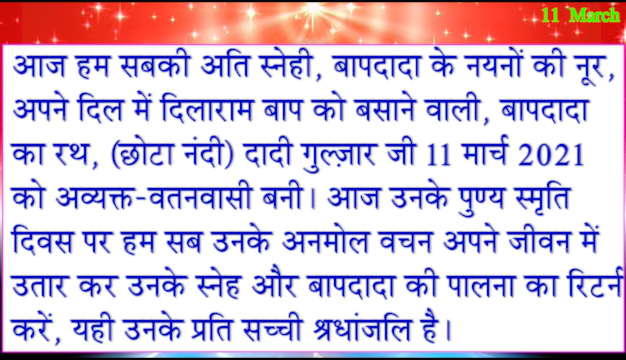 11 March
आज हम सबकी अति स्नेही, बापदादा के नयनों की नूर,
अपने दिल में दिलाराम बाप को बसाने वाली, बापदादा
का रथ, (छोटा नंदी) दादी गुल्ज़ार जी 11 मार्च 2021
को अव्यक्त-वतनवासी बनी। आज उनके पुण्य स्मृति
दिवस पर हम सब उनके अनमोल वचन अपने जीवन में
उतार कर उनके स्नेह और बापदादा की पालना का रिटर्न
करें, यही उनके प्रति सच्ची श्रधांजलि है।